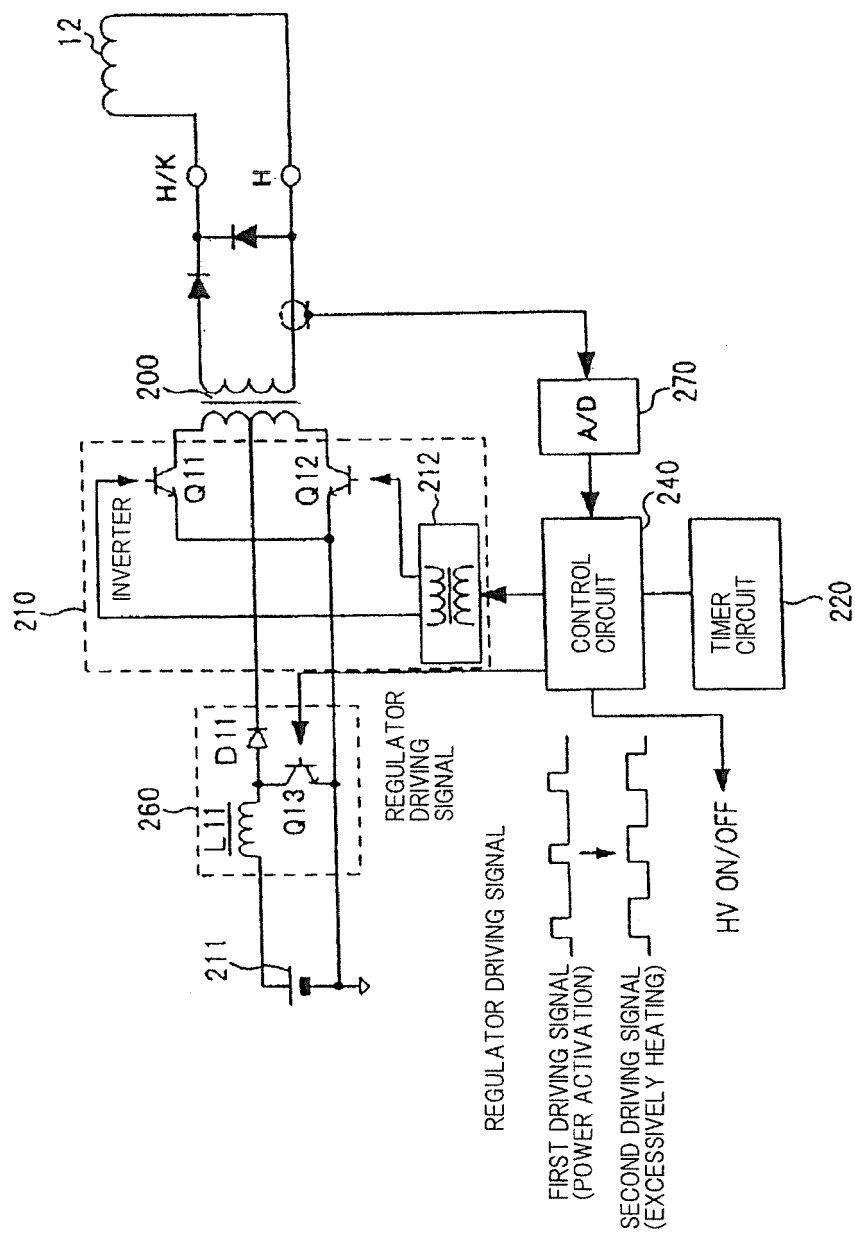 12
H/K
H
200
210
INVERTER
Q11
Q12
212
260
L11
D11
Q13
211
REGULATOR
DRIVING
SIGNAL
A/D
270
CONTROL
CIRCUIT
240
TIMER
CIRCUIT
220
REGULATOR DRIVING SIGNAL
FIRST DRIVING SIGNAL
(POWER ACTIVATION)
SECOND DRIVING SIGNAL
(EXCESSIVELY HEATING)
HV ON/OFF